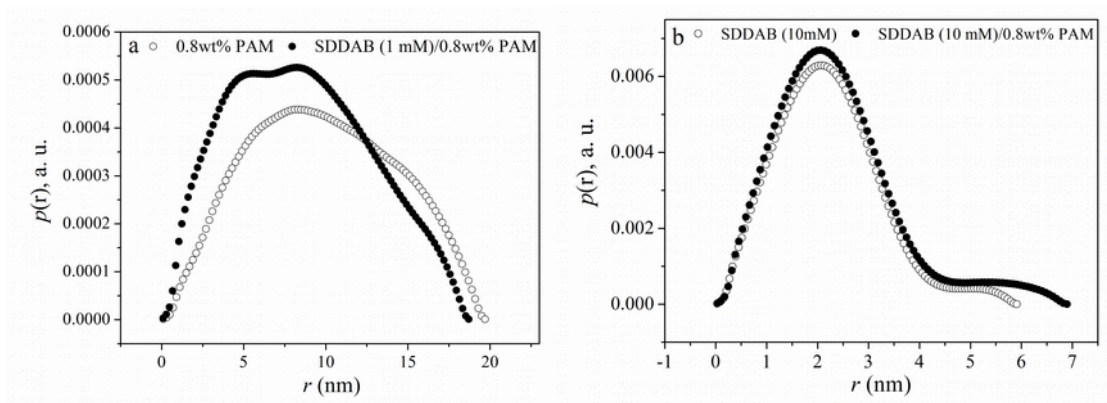 a
0.8wt% PAM
SDDAB (1 mM)/0.8wt% PAM
0.0006
0.0005
0.0004
0.0003
0.0002
0.0001
0.0000
p(r), a. u.
0
5
10
15
20
r (nm)
b
SDDAB (10mM)
SDDAB (10 mM)/0.8wt% PAM
0.006
0.004
0.002
0.000
p(r), a. u.
-1
0
1
2
3
4
5
6
7
r (nm)